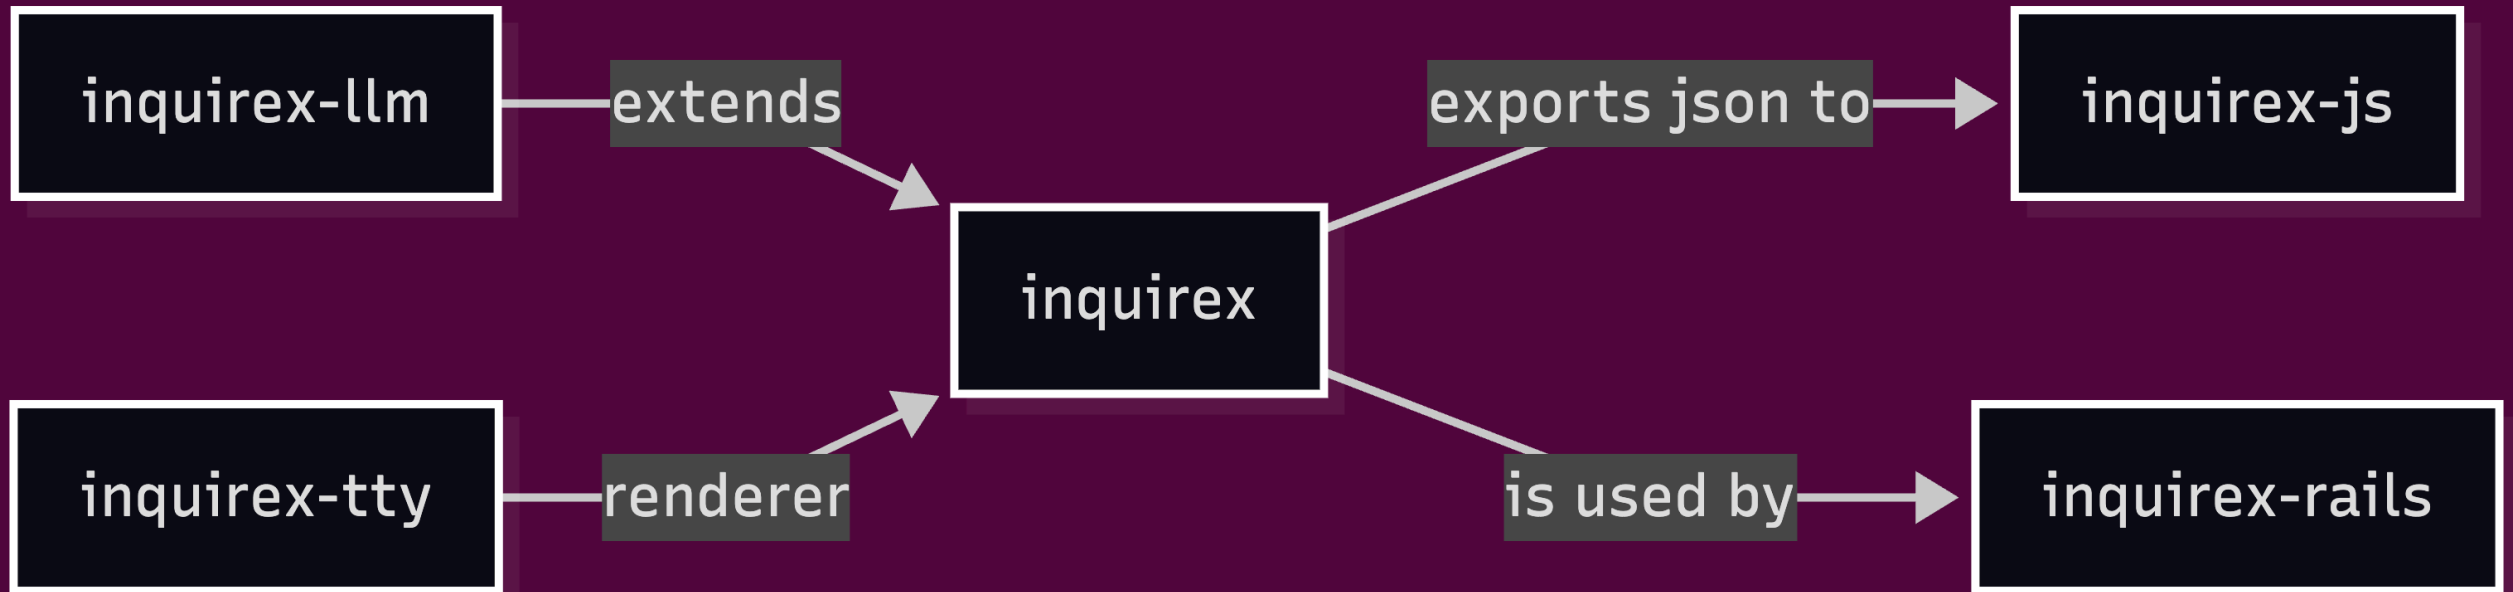 inquirex-llm
extends
exports json to
inquirex-js
inquirex
inquirex-tty
renderer
is used by
inquirex-rails